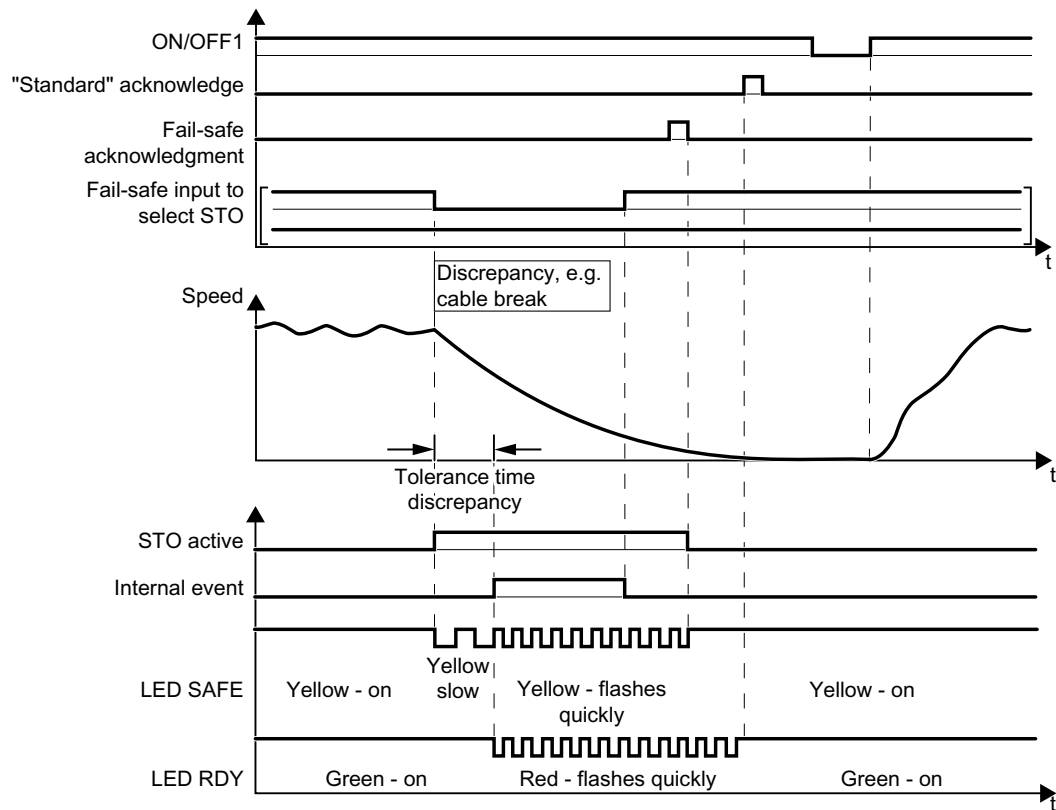 ON/OFF1
"Standard" acknowledge
Fail-safe
acknowledgment
Fail-safe input to
select STO
t
Discrepancy, e.g.
cable break
Speed
Tolerance time
discrepancy
t
STO active
Internal event
LED SAFE
Yellow - on
Yellow
slow
Yellow - flashes
quickly
Yellow - on
LED RDY
Green - on
Red - flashes quickly
Green - on
t